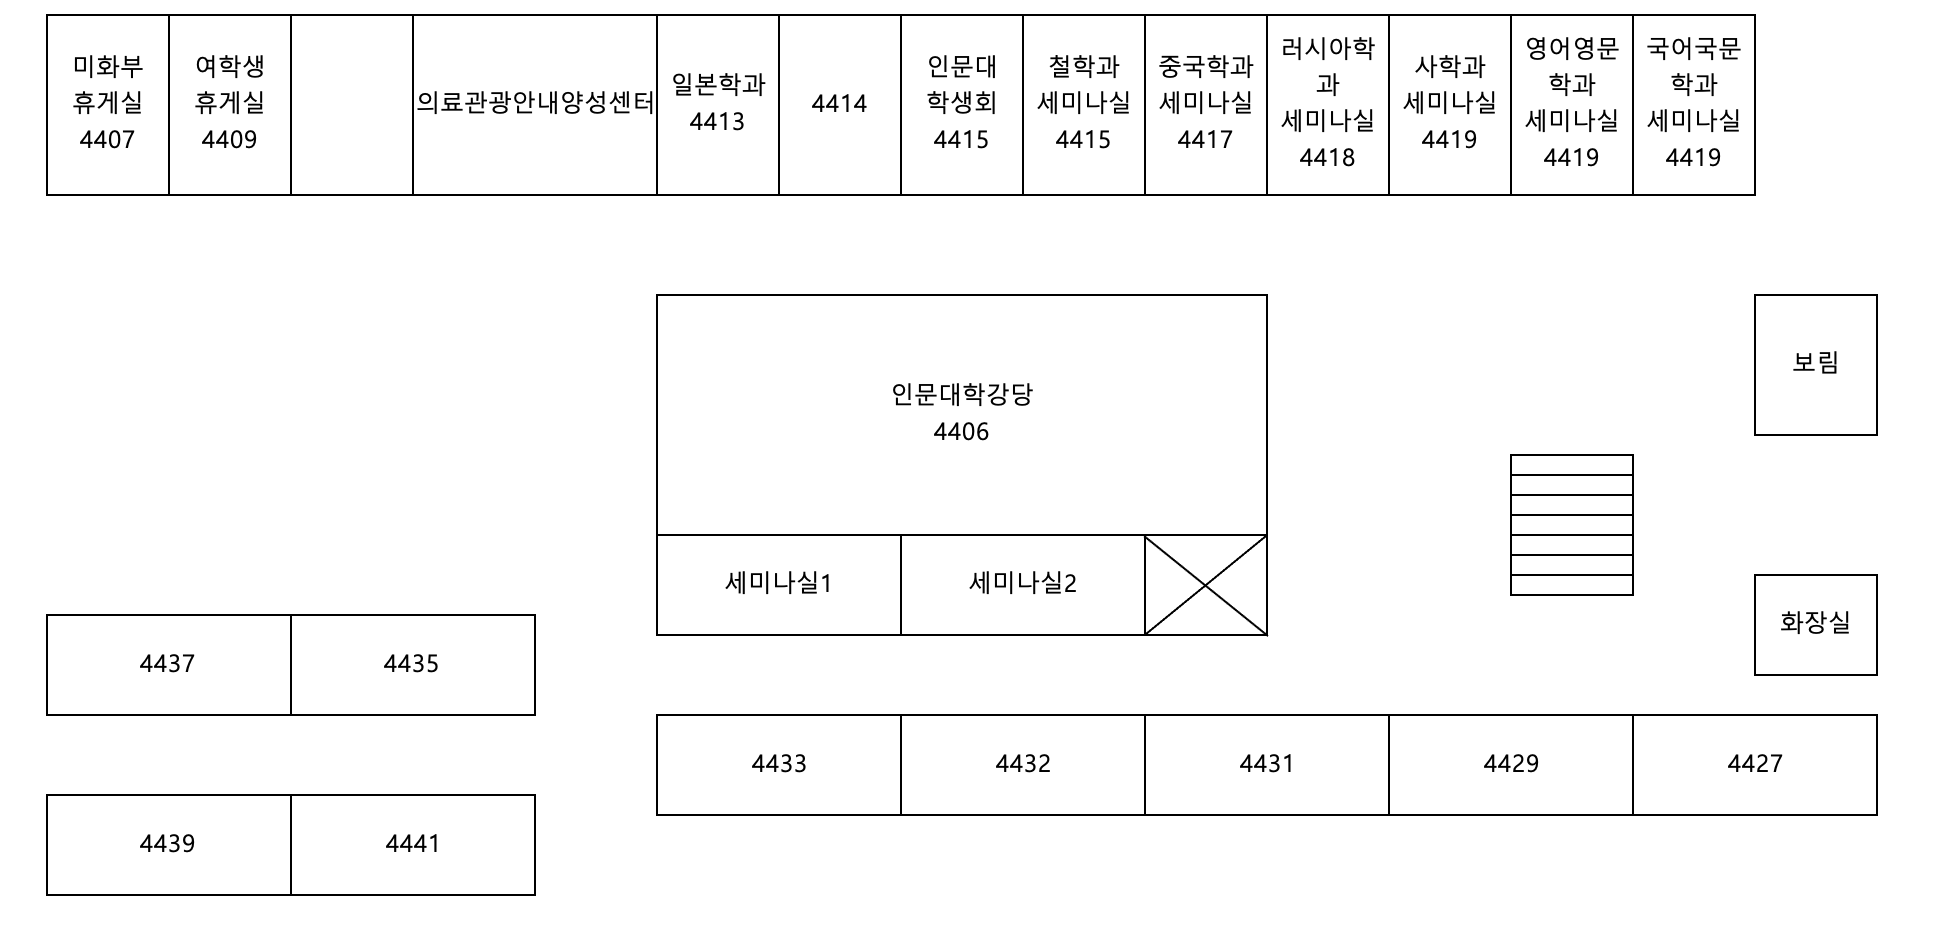 미화부
휴게실
4407
여학생
휴게실
4409
의료관광안내양성센터
일본학과
4413
4414
인문대
학생회
4415
철학과
세미나실
4415
중국학과
세미나실
4417
러시아학
과
세미나실
4418
사학과
세미나실
4419
영어영문
학과
세미나실
4419
국어국문
학과
세미나실
4419
인문대학강당
4406
보림
세미나실1
세미나실2
화장실
4437
4435
4433
4432
4431
4429
4427
4439
4441